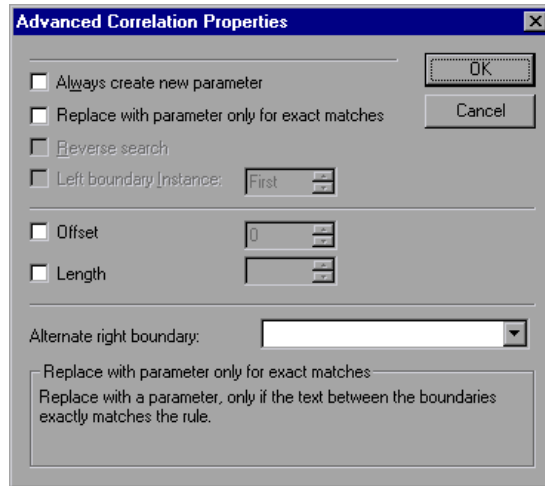 Advanced Correlation Properties
OK
Always create new parameter
Replace with parameter only for exact matches
Cancel
Reverse search
Left boundary Instance: First
Offset 0
Length
Alternate right boundary:
Replace with parameter only for exact matches
Replace with a parameter, only if the text between the boundaries
exactly matches the rule.